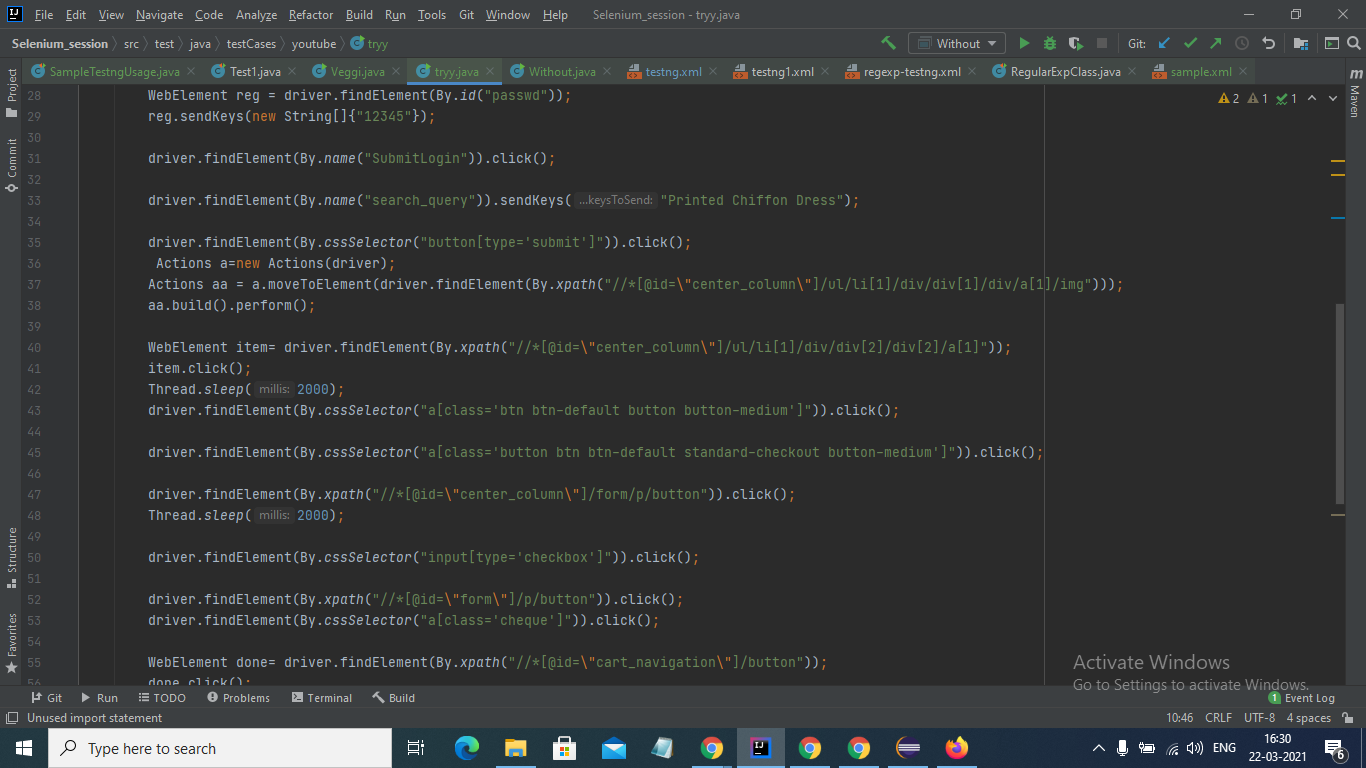 File Edit View Navigate Code Analyze Refactor Build Run Tools Git Window Help Selenium_session - tryy.java
Selenium_session src test java testCases youtube tryy Without Git:
SampleTestngUsage.java Test1.java Veggi.java tryy.java Without.java testng.xml testng1.xml regexp-testng.xml RegularExpClass.java sample.xml
Project
Commit
Structure
Favorites
Maven
2 1 1
28 WebElement reg = driver.findElement(By.id("passwd"));
29 reg.sendKeys(new String[]{"12345"});
30
31 driver.findElement(By.name("SubmitLogin")).click();
32
33 driver.findElement(By.name("search_query")).sendKeys( ...keysToSend: "Printed Chiffon Dress");
34
35 driver.findElement(By.cssSelector("button[type='submit']")).click();
36 Actions a=new Actions(driver);
37 Actions aa = a.moveToElement(driver.findElement(By.xpath("//*[@id=\"center_column\"]/ul/li[1]/div/div[1]/div/a[1]/img")));
38 aa.build().perform();
39
40 WebElement item= driver.findElement(By.xpath("//*[@id=\"center_column\"]/ul/li[1]/div/div[2]/div[2]/a[1]"));
41 item.click();
42 Thread.sleep( millis: 2000);
43 driver.findElement(By.cssSelector("a[class='btn btn-default button button-medium']")).click();
44
45 driver.findElement(By.cssSelector("a[class='button btn btn-default standard-checkout button-medium']")).click();
46
47 driver.findElement(By.xpath("//*[@id=\"center_column\"]/form/p/button")).click();
48 Thread.sleep( millis: 2000);
49
50 driver.findElement(By.cssSelector("input[type='checkbox']")).click();
51
52 driver.findElement(By.xpath("//*[@id=\"form\"]/p/button")).click();
53 driver.findElement(By.cssSelector("a[class='cheque']")).click();
54
55 WebElement done= driver.findElement(By.xpath("//*[@id=\"cart_navigation\"]/button"));
56 done.click();
Activate Windows
Go to Settings to activate Windows.
Git Run TODO Problems Terminal Build 1 Event Log
Unused import statement 10:46 CRLF UTF-8 4 spaces
Type here to search ENG 16:30
22-03-2021 6